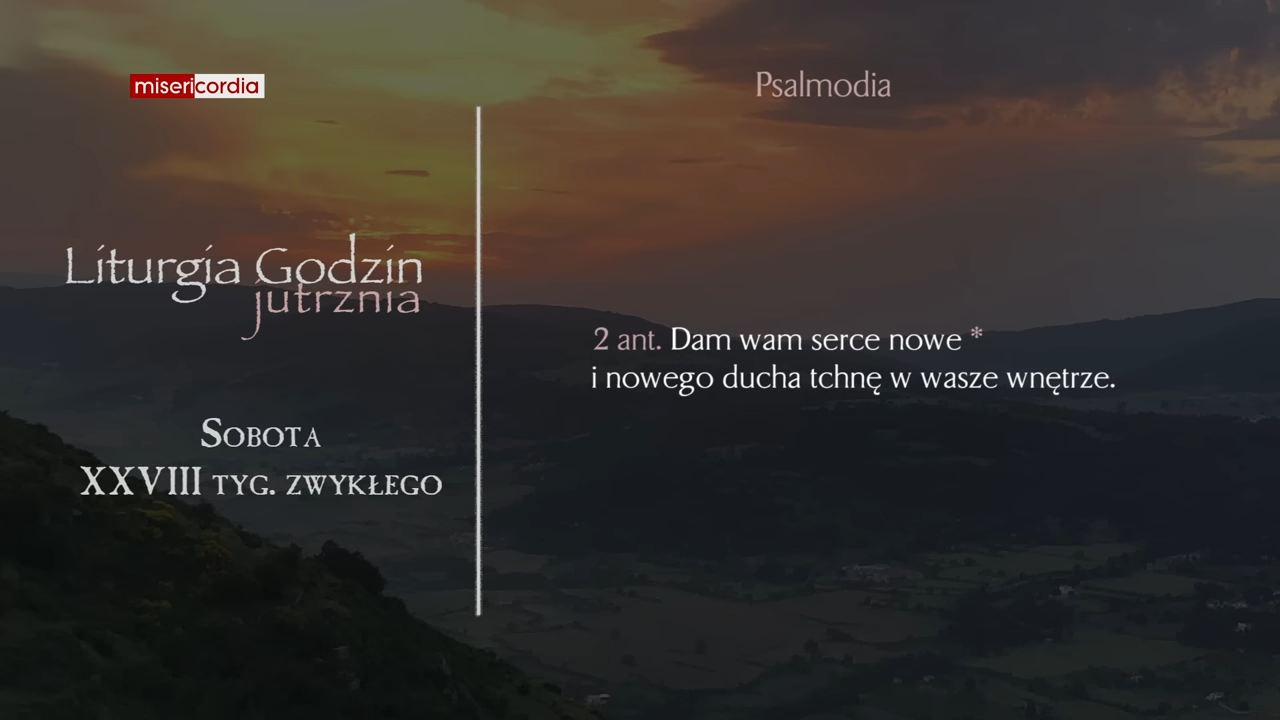 misericordia
Psalmodia
Liturgia Godzin
jutrznia
2 ant. Dam wam serce nowe *
i nowego ducha tchnę w wasze wnętrze.
Sobota
XXVIII tyg. zwykłego